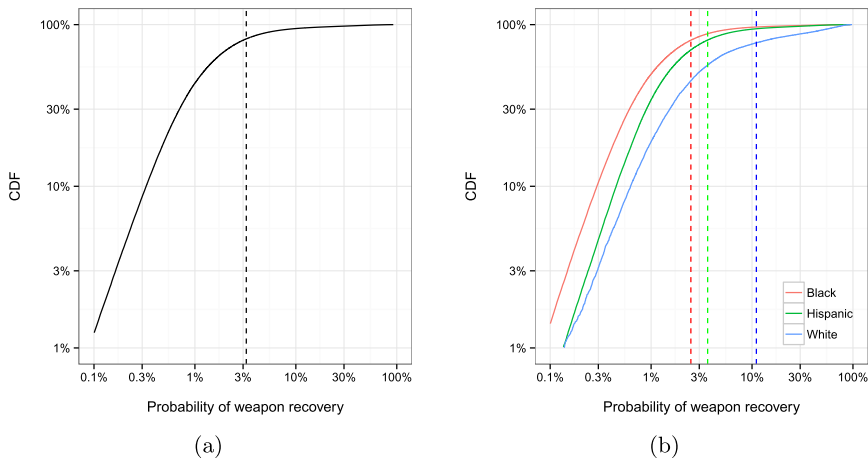 100%
30%
10%
3%
1%
CDF
0.1% 0.3% 1% 3% 10% 30% 100%
Probability of weapon recovery
(a)
100%
30%
10%
3%
1%
CDF
Black
Hispanic
White
0.1% 0.3% 1% 3% 10% 30% 100%
Probability of weapon recovery
(b)